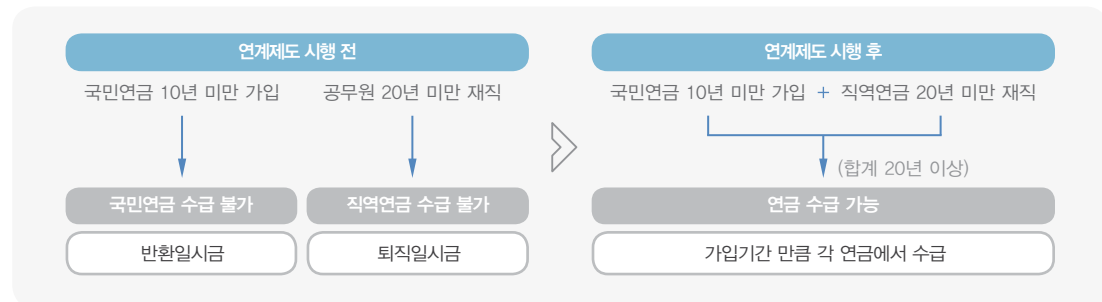 연계제도 시행 전
국민연금 10년 미만 가입
공무원 20년 미만 재직
국민연금 수급 불가
직역연금 수급 불가
반환일시금
퇴직일시금
연계제도 시행 후
국민연금 10년 미만 가입 + 직역연금 20년 미만 재직
(합계 20년 이상)
연금 수급 가능
가입기간 만큼 각 연금에서 수급